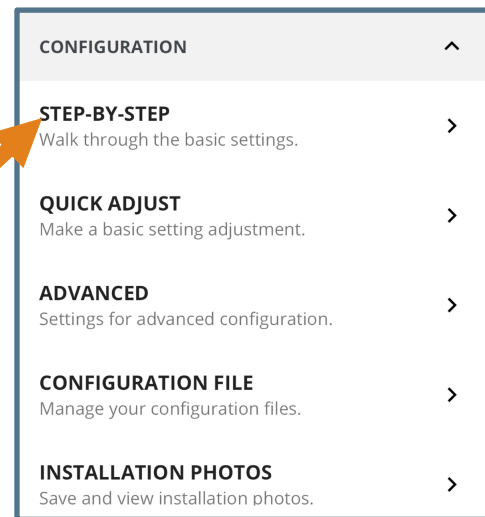 CONFIGURATION
STEP-BY-STEP
Walk through the basic settings.
QUICK ADJUST
Make a basic setting adjustment.
ADVANCED
Settings for advanced configuration.
CONFIGURATION FILE
Manage your configuration files.
INSTALLATION PHOTOS
Save and view installation photos.